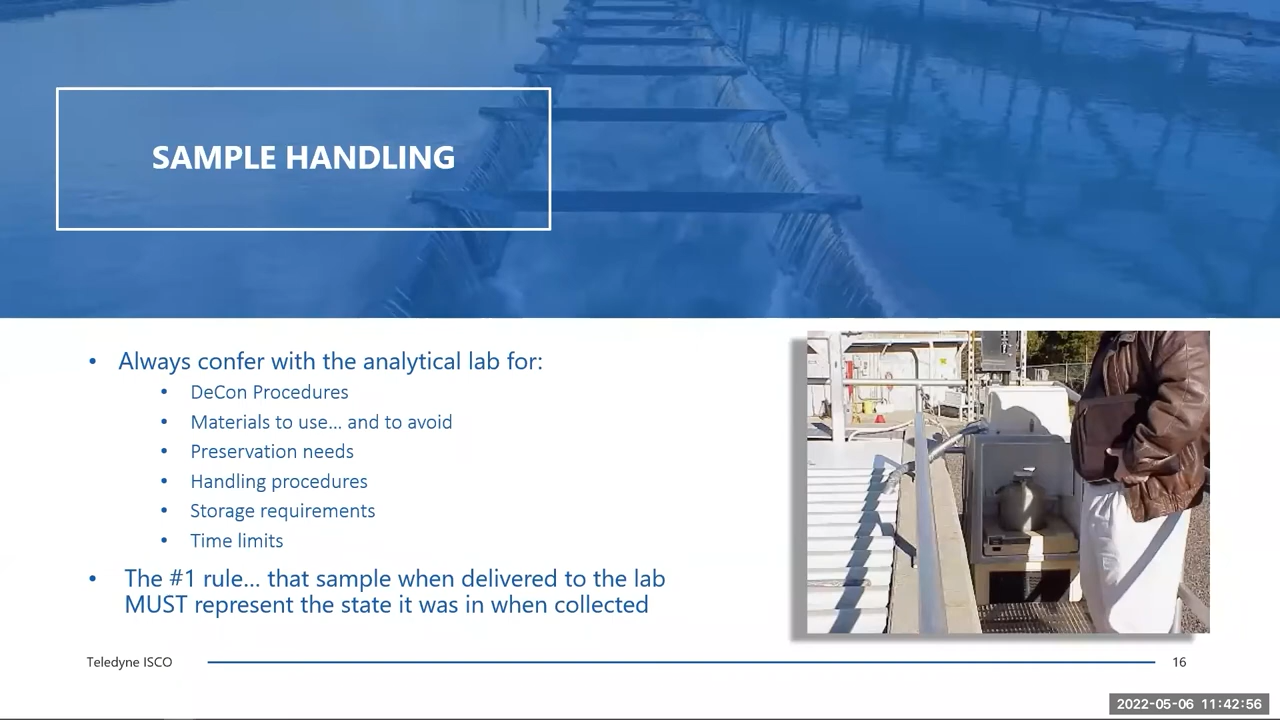 SAMPLE HANDLING
• Always confer with the analytical lab for:
• DeCon Procedures
• Materials to use... and to avoid
• Preservation needs
• Handling procedures
• Storage requirements
• Time limits
• The #1 rule... that sample when delivered to the lab
MUST represent the state it was in when collected
Teledyne ISCO
16
2022-05-06 11:42:56